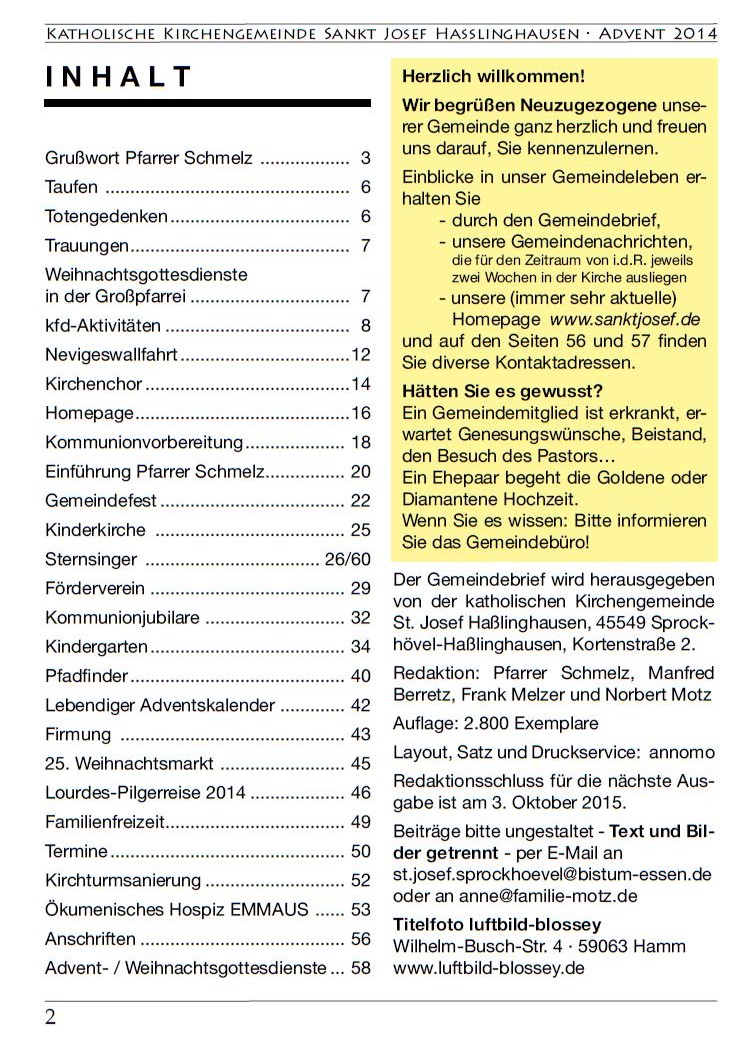 KATHOLISCHE KIRCHENGEMEINDE SANKT JOSEF HASSLINGHAUSEN · ADVENT 2014
INHALT
Grußwort Pfarrer Schmelz .................. 3
Taufen ................................................. 6
Totengedenken.................................... 6
Trauungen............................................ 7
Weihnachtsgottesdienste
in der Großpfarrei ................................ 7
kfd-Aktivitäten ..................................... 8
Nevigeswallfahrt..................................12
Kirchenchor.........................................14
Homepage...........................................16
Kommunionvorbereitung.................... 18
Einführung Pfarrer Schmelz................ 20
Gemeindefest ..................................... 22
Kinderkirche ...................................... 25
Sternsinger ................................... 26/60
Förderverein ....................................... 29
Kommunionjubilare ............................ 32
Kindergarten....................................... 34
Pfadfinder........................................... 40
Lebendiger Adventskalender ............. 42
Firmung ............................................. 43
25. Weihnachtsmarkt ......................... 45
Lourdes-Pilgerreise 2014 ................... 46
Familienfreizeit.................................... 49
Termine............................................... 50
Kirchturmsanierung ............................ 52
Ökumenisches Hospiz EMMAUS ...... 53
Anschriften ......................................... 56
Advent- / Weihnachtsgottesdienste... 58
Herzlich willkommen!
Wir begrüßen Neuzugezogene unse-
rer Gemeinde ganz herzlich und freuen
uns darauf, Sie kennenzulernen.
Einblicke in unser Gemeindeleben er-
halten Sie
- durch den Gemeindebrief,
- unsere Gemeindenachrichten,
die für den Zeitraum von i.d.R. jeweils
zwei Wochen in der Kirche ausliegen
- unsere (immer sehr aktuelle)
Homepage www.sanktjosef.de
und auf den Seiten 56 und 57 finden
Sie diverse Kontaktadressen.
Hätten Sie es gewusst?
Ein Gemeindemitglied ist erkrankt, er-
wartet Genesungswünsche, Beistand,
den Besuch des Pastors…
Ein Ehepaar begeht die Goldene oder
Diamantene Hochzeit.
Wenn Sie es wissen: Bitte informieren
Sie das Gemeindebüro!
Der Gemeindebrief wird herausgegeben
von der katholischen Kirchengemeinde
St. Josef Haßlinghausen, 45549 Sprock-
hövel-Haßlinghausen, Kortenstraße 2.
Redaktion: Pfarrer Schmelz, Manfred
Berretz, Frank Melzer und Norbert Motz
Auflage: 2.800 Exemplare
Layout, Satz und Druckservice: annomo
Redaktionsschluss für die nächste Aus-
gabe ist am 3. Oktober 2015.
Beiträge bitte ungestaltet - Text und Bil-
der getrennt - per E-Mail an
st.josef.sprockhoevel@bistum-essen.de
oder an anne@familie-motz.de
Titelfoto luftbild-blossey
Wilhelm-Busch-Str. 4 · 59063 Hamm
www.luftbild-blossey.de
2